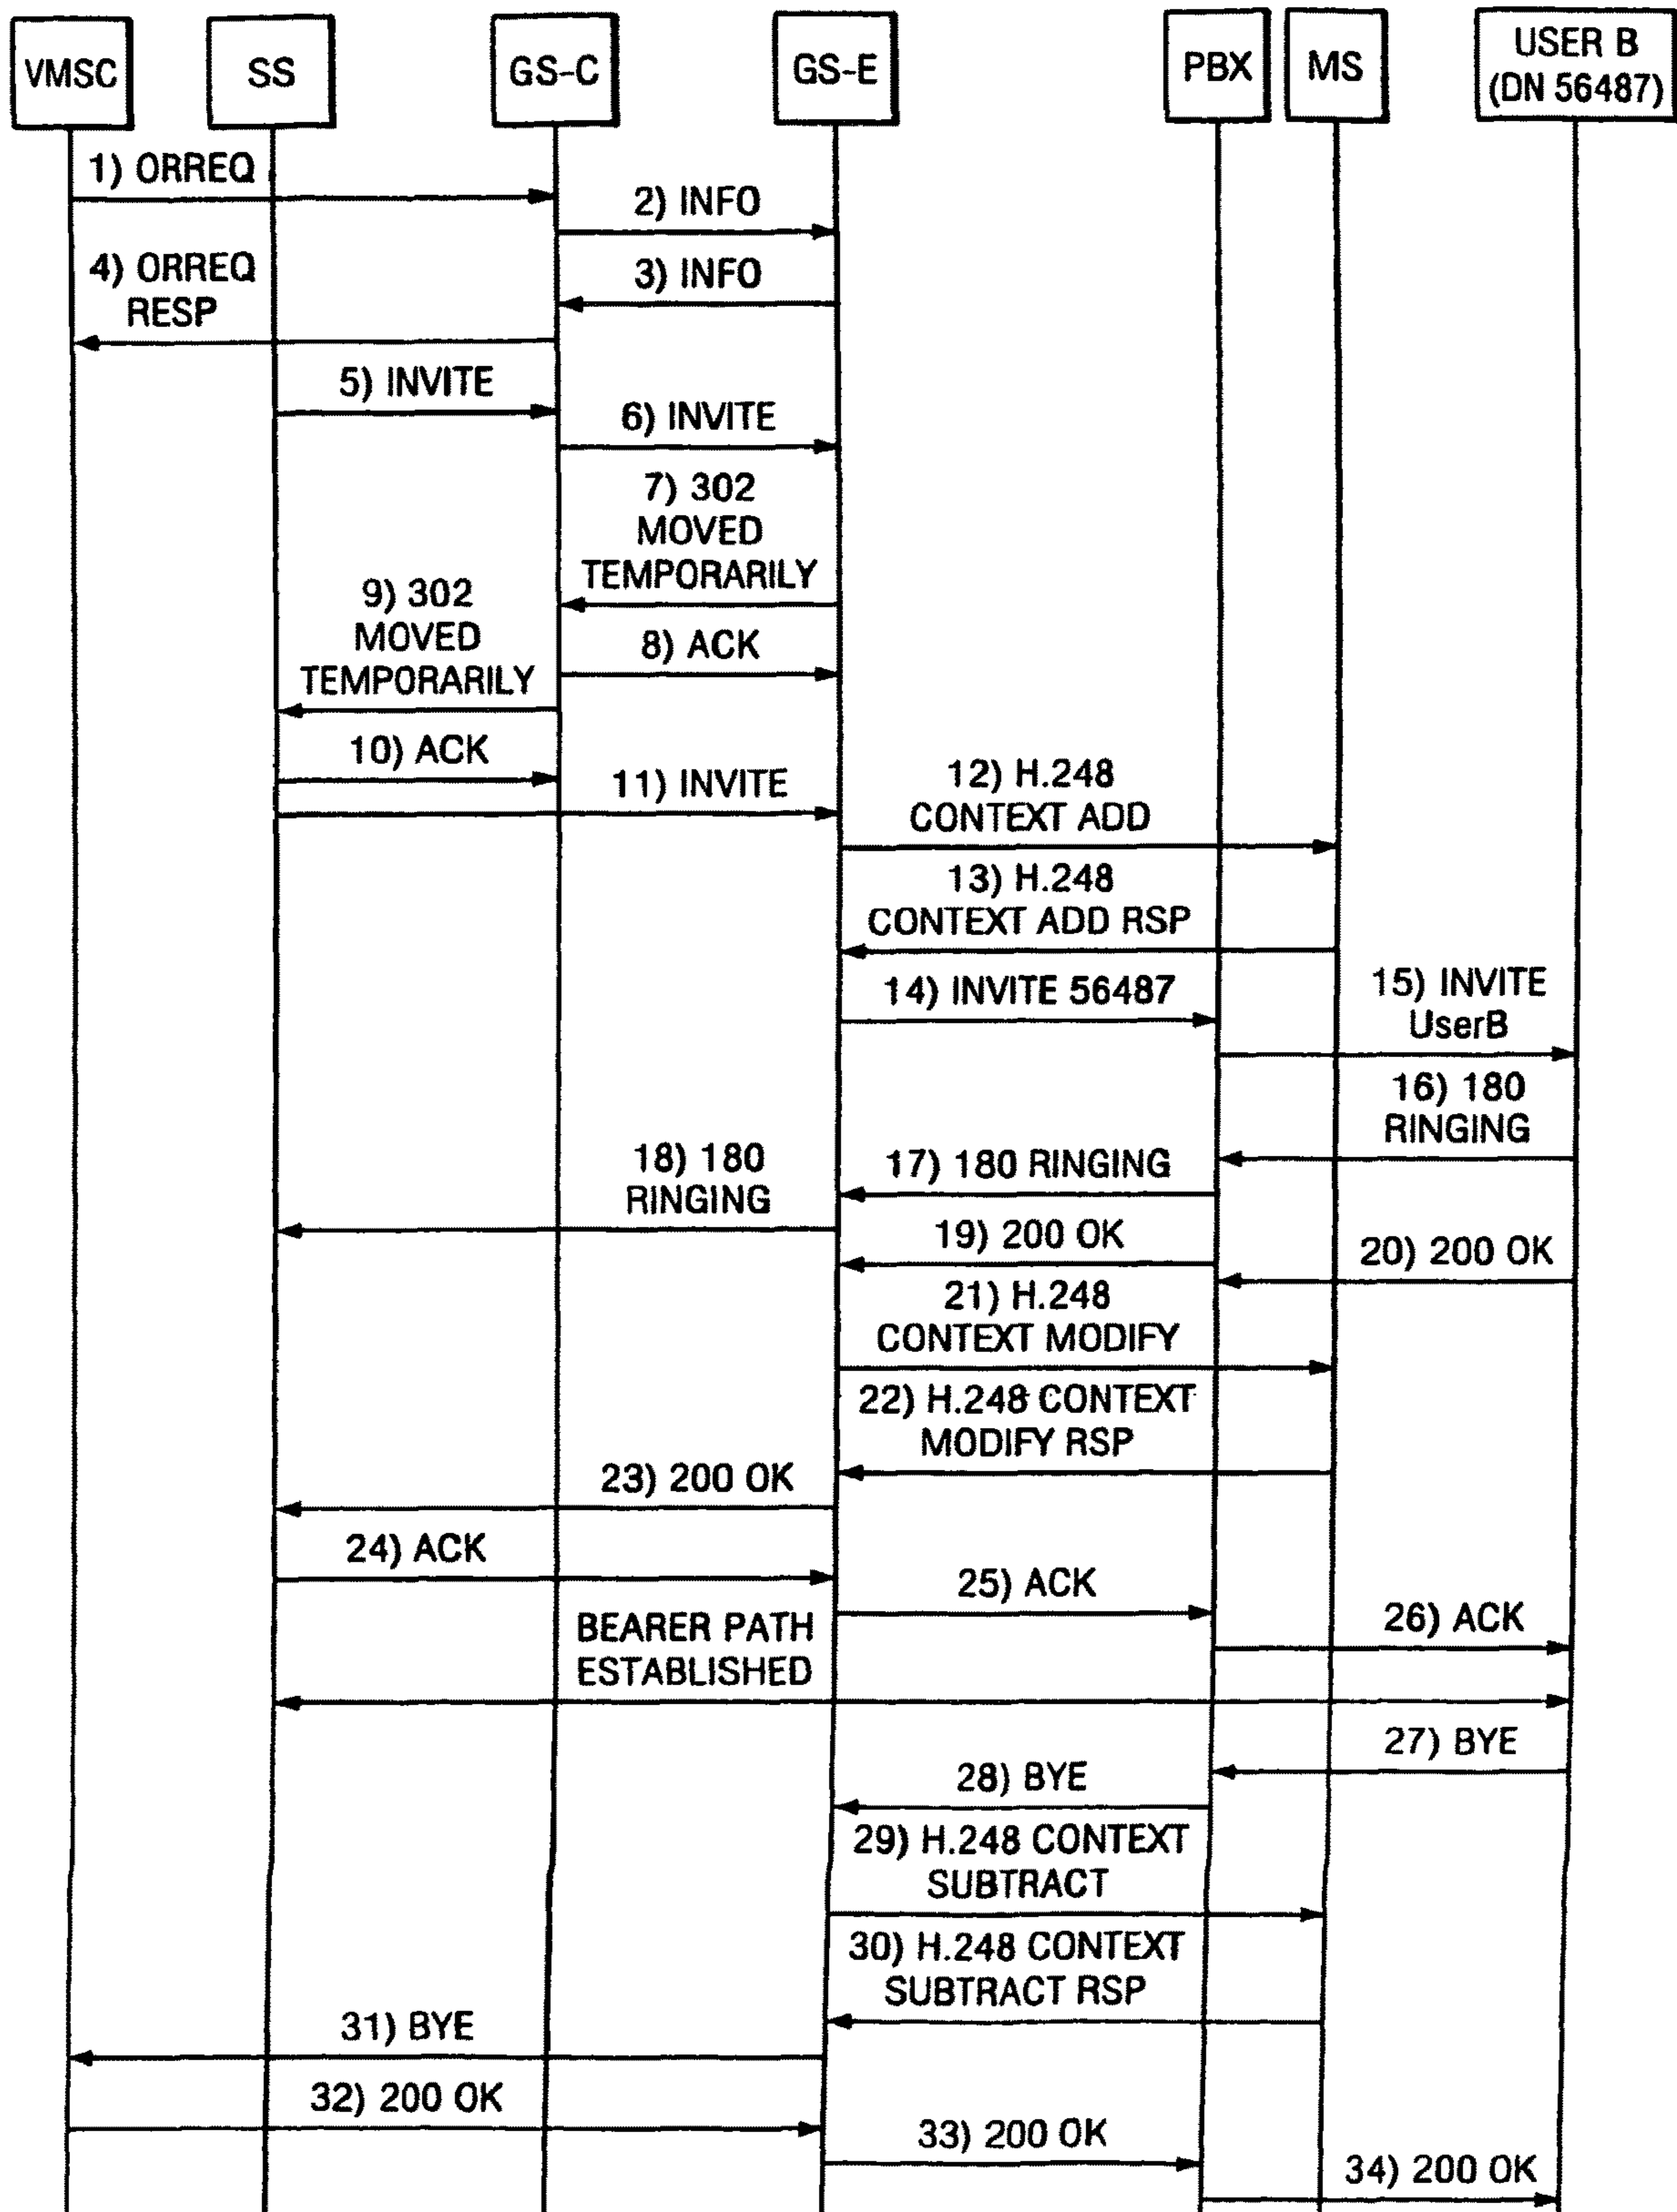 VMSC
SS
GS-C
GS-E
PBX
MS
USER B
(DN 56487)
1) ORREQ
2) INFO
4) ORREQ
RESP
3) INFO
5) INVITE
6) INVITE
7) 302
MOVED
TEMPORARILY
9) 302
MOVED
TEMPORARILY
8) ACK
10) ACK
11) INVITE
12) H.248
CONTEXT ADD
13) H.248
CONTEXT ADD RSP
14) INVITE 56487
15) INVITE
UserB
16) 180
RINGING
18) 180
RINGING
17) 180 RINGING
19) 200 OK
20) 200 OK
21) H.248
CONTEXT MODIFY
22) H.248 CONTEXT
MODIFY RSP
23) 200 OK
24) ACK
25) ACK
BEARER PATH
ESTABLISHED
26) ACK
27) BYE
28) BYE
29) H.248 CONTEXT
SUBTRACT
30) H.248 CONTEXT
SUBTRACT RSP
31) BYE
32) 200 OK
33) 200 OK
34) 200 OK